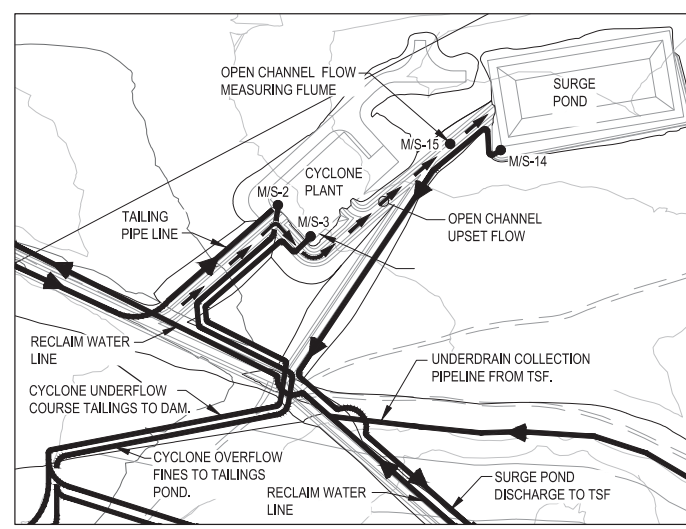 OPEN CHANNEL FLOW
MEASURING FLUME
SURGE
POND
M/S-15
M/S-14
CYCLONE
PLANT
M/S-2
M/S-3
TAILING
PIPE LINE
OPEN CHANNEL
UPSET FLOW
RECLAIM WATER
LINE
UNDERDRAIN COLLECTION
PIPELINE FROM TSF.
CYCLONE UNDERFLOW
COURSE TAILINGS TO DAM.
CYCLONE OVERFLOW
FINES TO TAILINGS
POND.
RECLAIM WATER
LINE
SURGE POND
DISCHARGE TO TSF